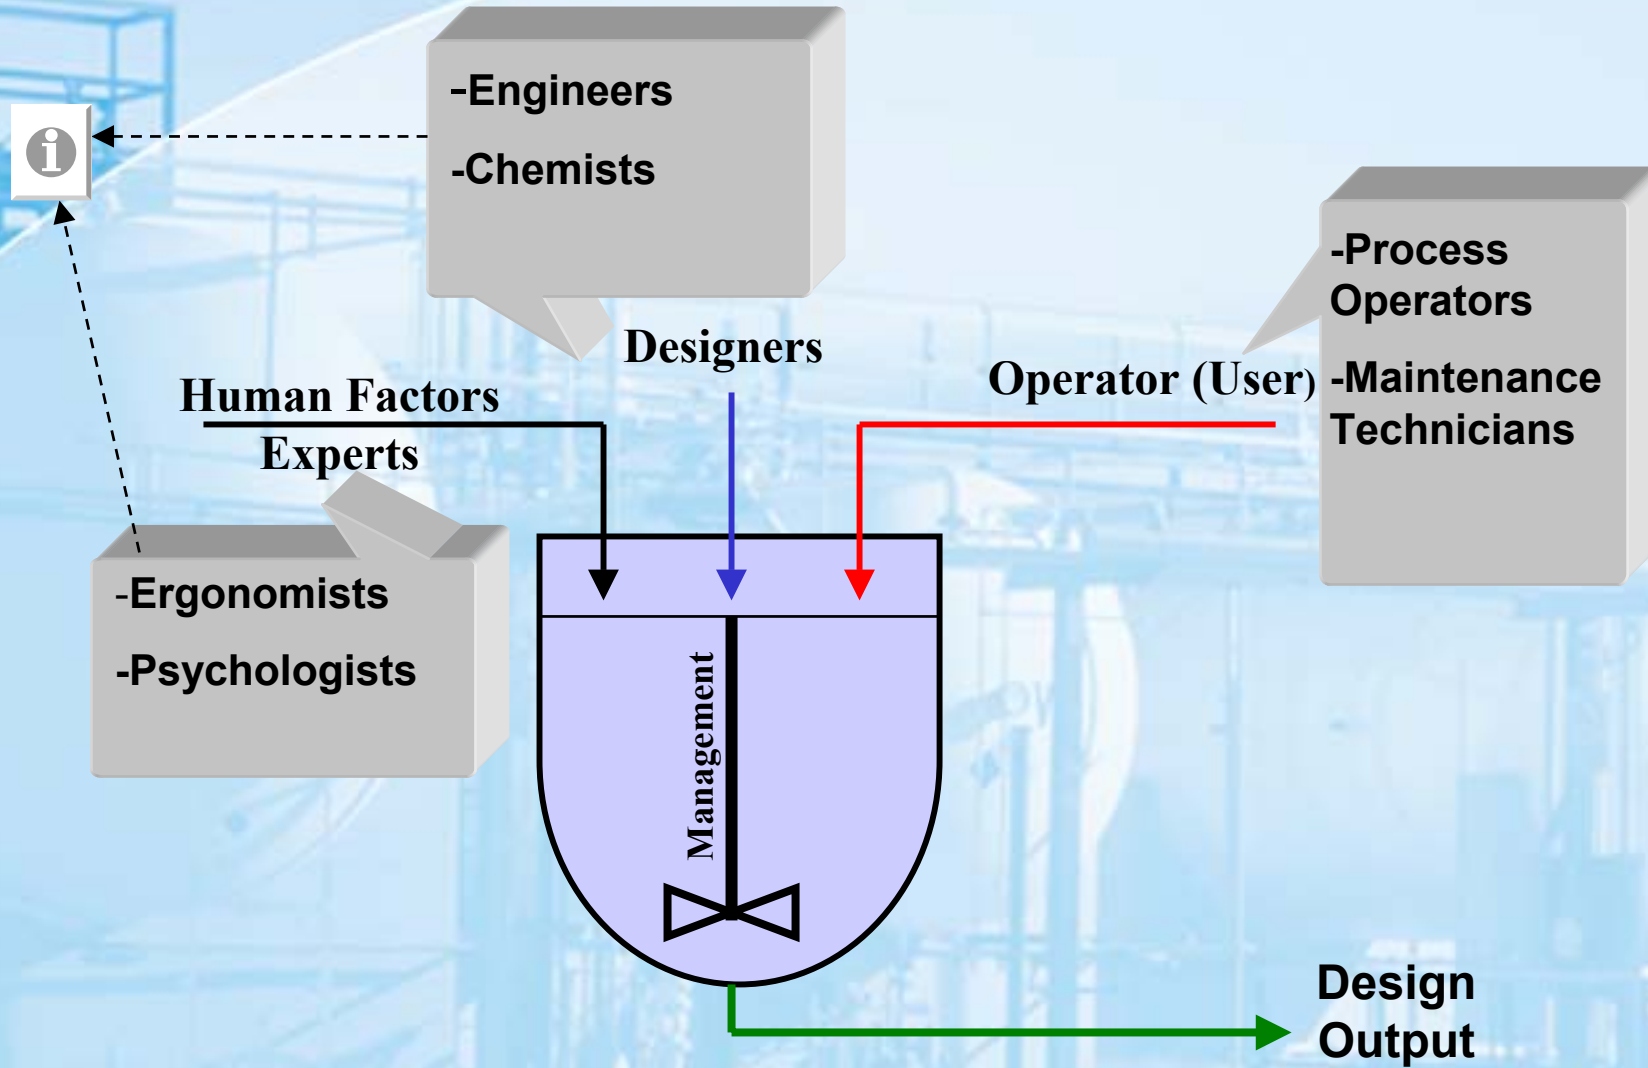 -Engineers
-Chemists
-Process
Operators
-Maintenance
Technicians
Designers
Operator (User)
Human Factors
Experts
-Ergonomists
-Psychologists
Management
Design
Output